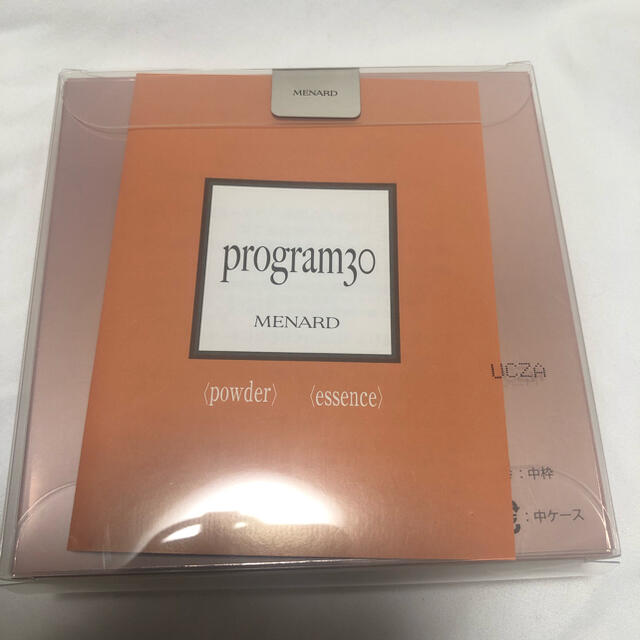 MENARD
program30
MENARD
〈powder〉 〈essence〉
UCZA
：中枠
：中ケース